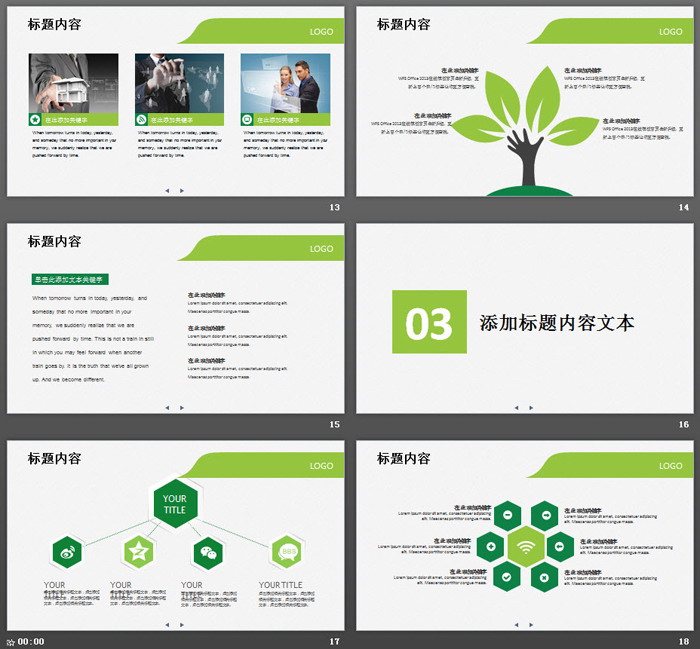 标题内容
LOGO
在此添加关键字
在此添加关键字
在此添加关键字
When tomorrow turns in today, yesterday,
and someday that no more important in your
memory, we suddenly realize that we are
pushed forward by time.
When tomorrow turns in today, yesterday,
and someday that no more important in your
memory, we suddenly realize that we are
pushed forward by time.
When tomorrow turns in today, yesterday,
and someday that no more important in your
memory, we suddenly realize that we are
pushed forward by time.
13
标题内容
LOGO
在此添加关键字
在此添加关键字
在此添加关键字
在此添加关键字
14
标题内容
LOGO
单击此添加文本关键字
When tomorrow turns in today, yesterday, and
someday that no more important in your
memory, we suddenly realize that we are
pushed forward by time. This is not a train in still
in which you may feel forward when another
train goes by. It is the truth that we've all grown
up. And we become different.
在此添加关键字
Lorem ipsum dolor sit amet, consectetuer adipiscing elit.
Maecenas porttitor congue massa.
在此添加关键字
Lorem ipsum dolor sit amet, consectetuer adipiscing elit.
Maecenas porttitor congue massa.
在此添加关键字
Lorem ipsum dolor sit amet, consectetuer adipiscing elit.
Maecenas porttitor congue massa.
15
03
添加标题内容文本
16
标题内容
LOGO
YOUR
TITLE
BBS
YOUR
YOUR
YOUR
YOUR TITLE
17
00:00
标题内容
LOGO
在此添加关键字
Lorem ipsum dolor sit amet, consectetuer adipiscing
elit. Maecenas porttitor congue massa.
在此添加关键字
Lorem ipsum dolor sit amet, consectetuer adipiscing
elit. Maecenas porttitor congue massa.
在此添加关键字
Lorem ipsum dolor sit amet, consectetuer adipiscing
elit. Maecenas porttitor congue massa.
在此添加关键字
Lorem ipsum dolor sit amet, consectetuer adipiscing
elit. Maecenas porttitor congue massa.
在此添加关键字
Lorem ipsum dolor sit amet, consectetuer adipiscing
elit. Maecenas porttitor congue massa.
在此添加关键字
Lorem ipsum dolor sit amet, consectetuer adipiscing
elit. Maecenas porttitor congue massa.
18